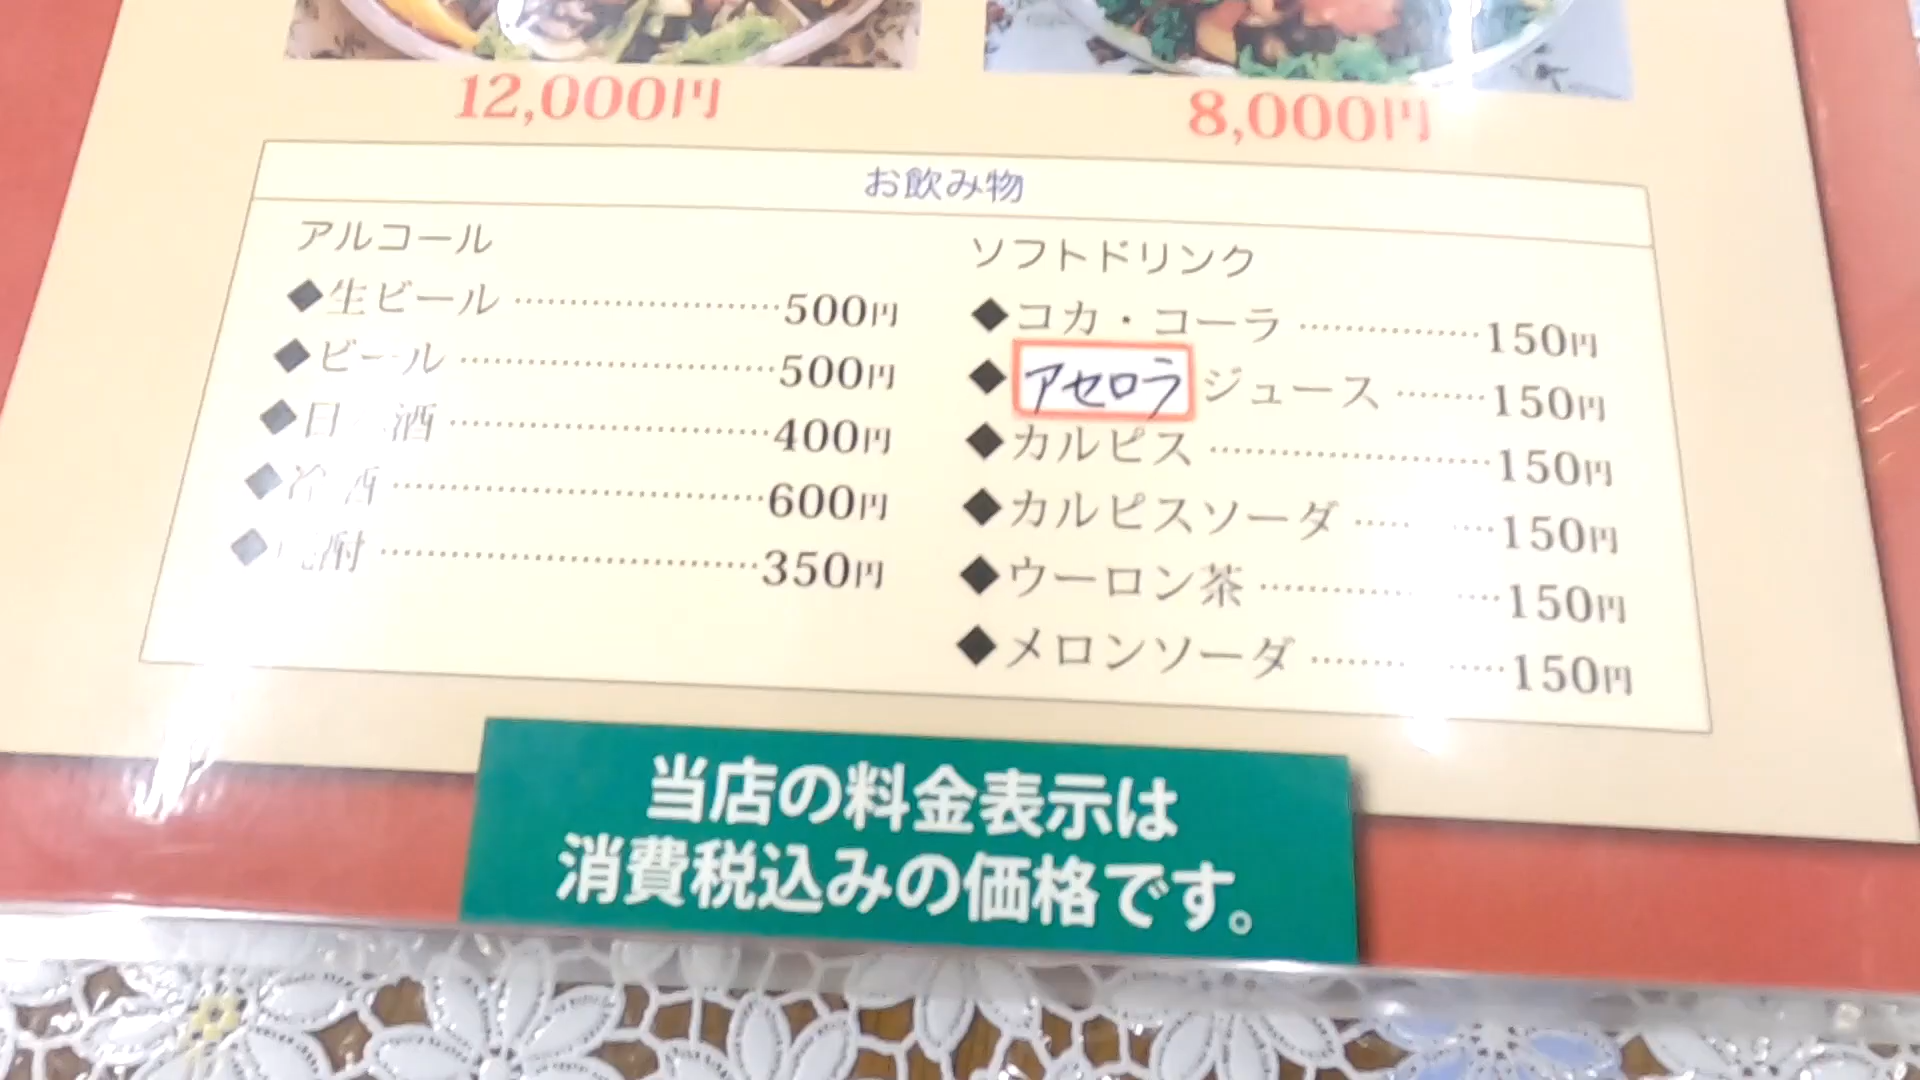 12,000円
8,000円
お飲み物
アルコール
◆生ビール 500円
◆ビール 500円
◆日 酒 400円
◆冷酒 600円
◆ 酎 350円
ソフトドリンク
◆コカ・コーラ 150円
◆アセロラジュース 150円
◆カルピス 150円
◆カルピスソーダ 150円
◆ウーロン茶 150円
◆メロンソーダ 150円
当店の料金表示は
消費税込みの価格です。